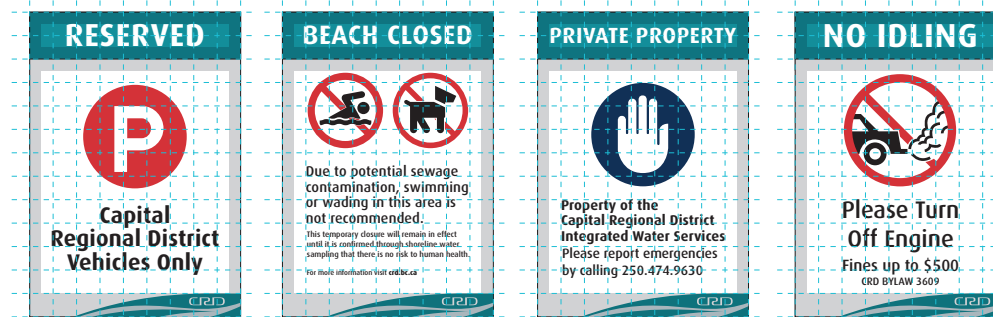 RESERVED
P
Capital
Regional District
Vehicles Only
CRD
BEACH CLOSED
Due to potential sewage
contamination, swimming
or wading in this area is
not recommended.
This temporary closure will remain in effect
until it is confirmed through shoreline water
sampling that there is no risk to human health.
For more information visit crd.bc.ca
CRD
PRIVATE PROPERTY
Property of the
Capital Regional District
Integrated Water Services
Please report emergencies
by calling 250.474.9630
CRD
NO IDLING
Please Turn
Off Engine
Fines up to $500
CRD BYLAW 3609
CRD